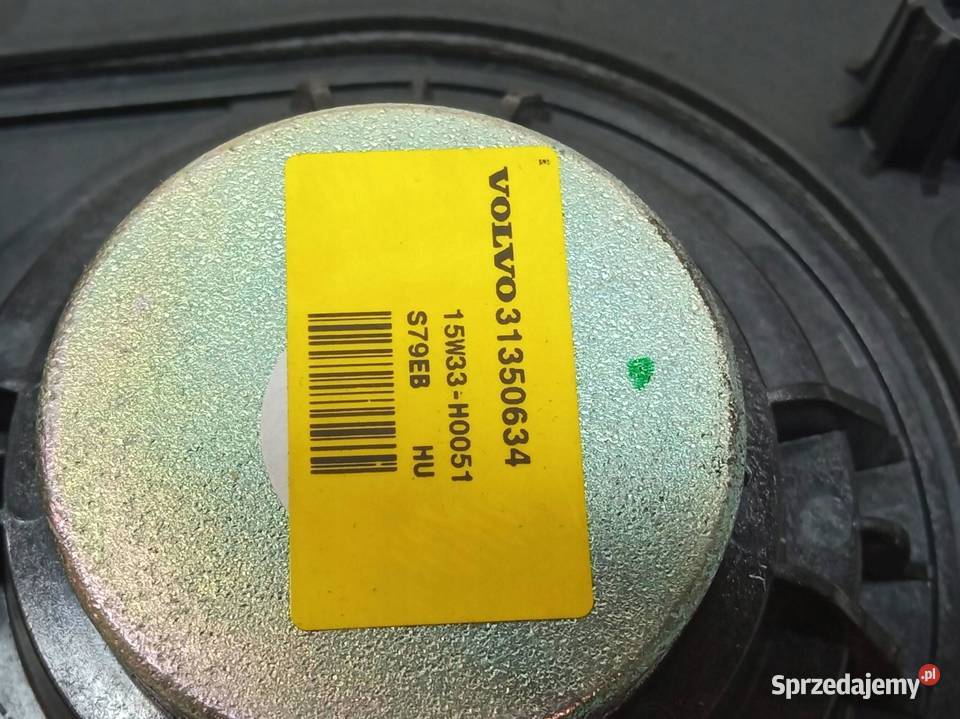 VOLVO 31350634
15W33-H0051
S79EB HU
Sprzedajemy.pl